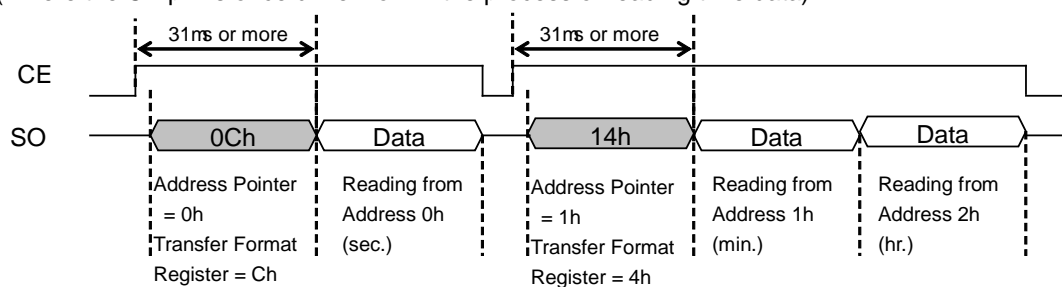 31ms or more 31ms or more
CE
SO 0Ch Data 14h Data Data
Address Pointer Reading from Address Pointer Reading from Reading from
= 0h Address 0h = 1h Address 1h Address 2h
Transfer Format (sec.) Transfer Format (min.) (hr.)
Register = Ch Register = 4h